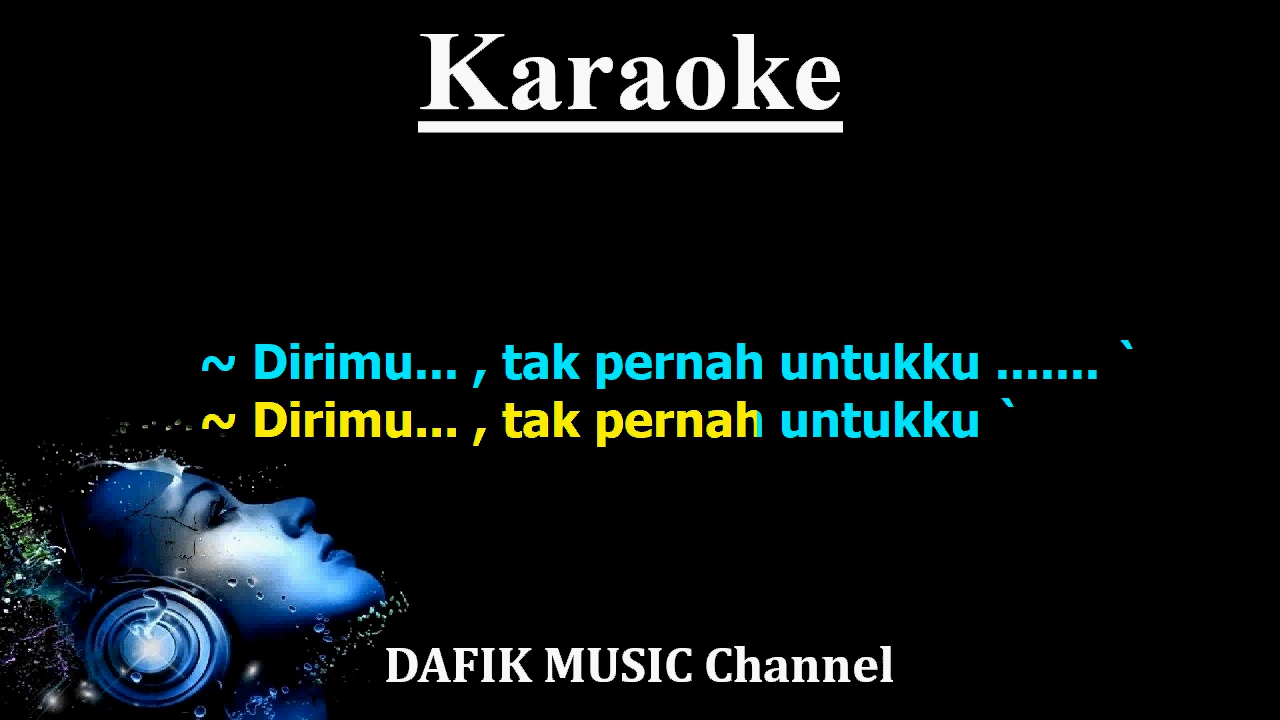 Karaoke
~ Dirimu... , tak pernah untukku ....... `
~ Dirimu... , tak pernah untukku `
DAFIK MUSIC Channel